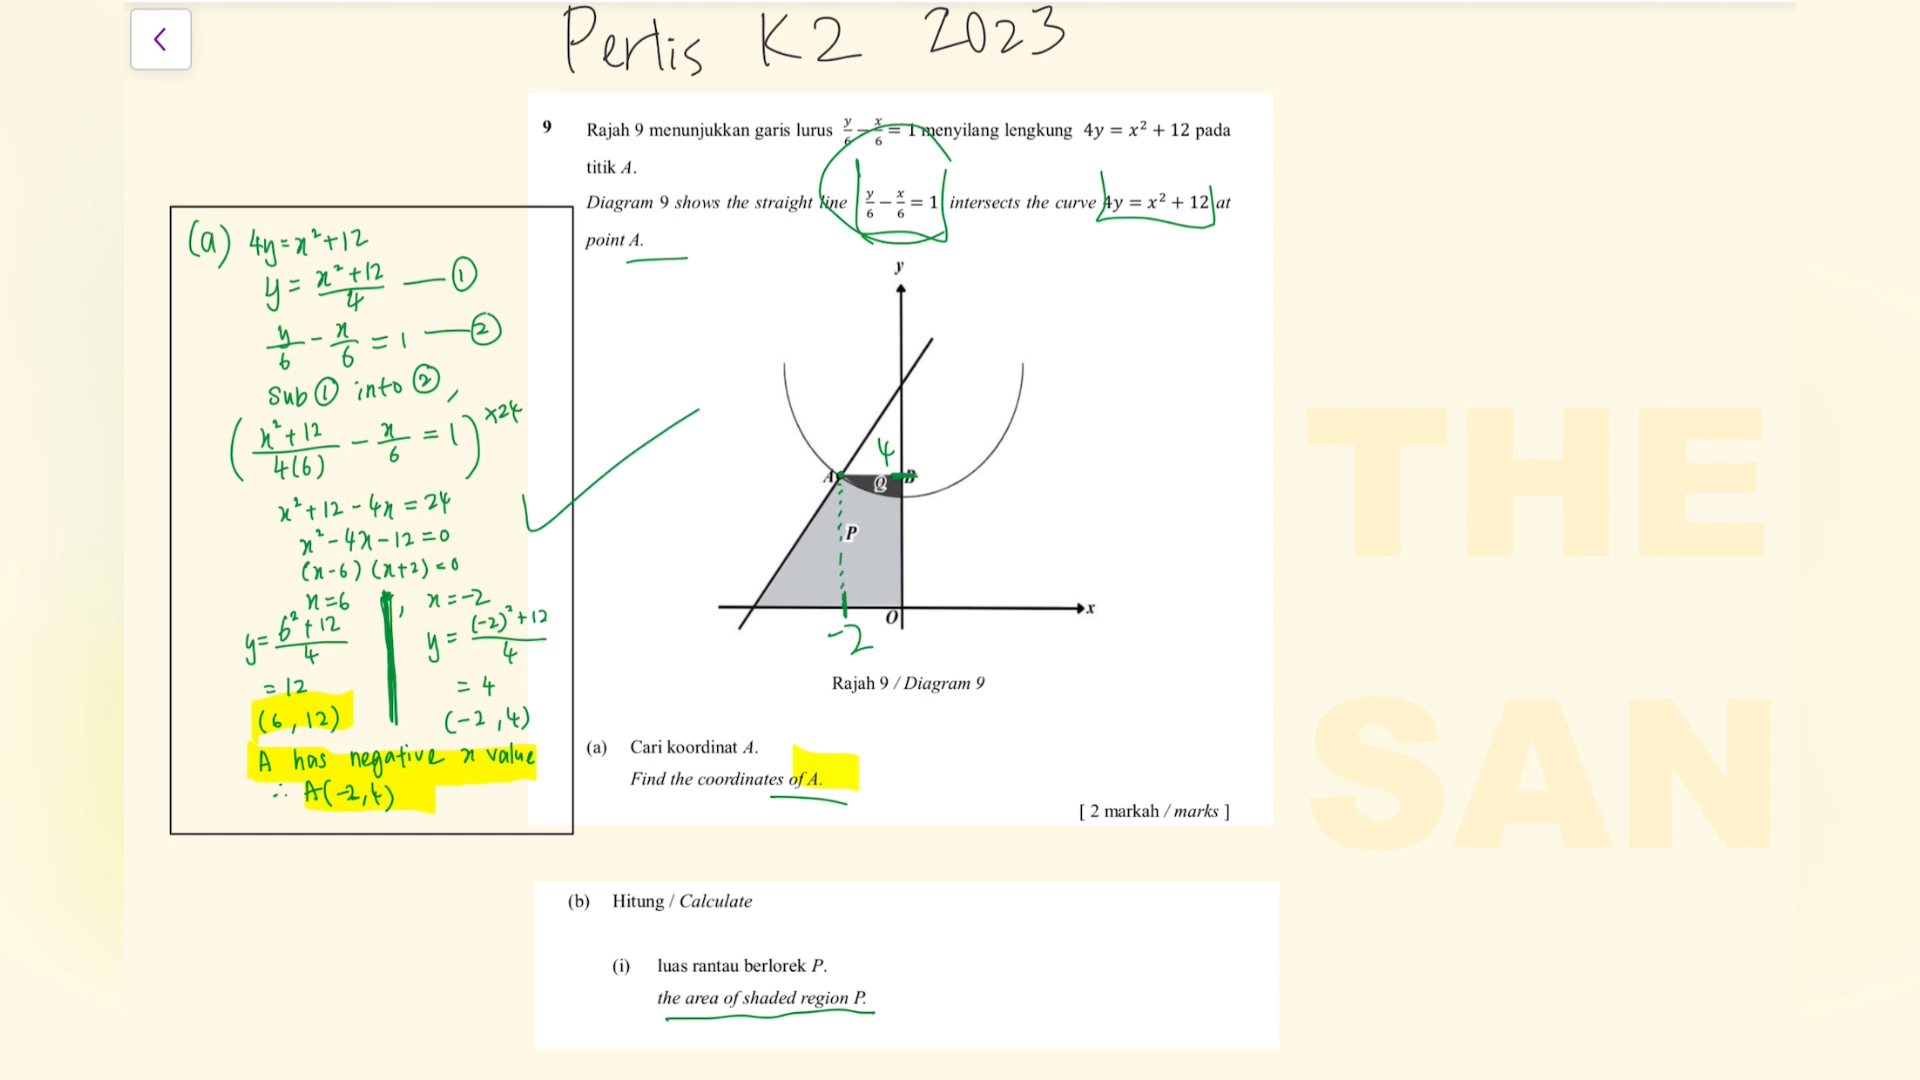 Perlis K2 2023
9 Rajah 9 menunjukkan garis lurus y/6 − x/6 = 1 menyilang lengkung 4y = x² + 12 pada
titik A.
Diagram 9 shows the straight line y/6 − x/6 = 1 intersects the curve 4y = x² + 12 at
point A.
(a) 4y = x² + 12
y = x² + 12 / 4 — ①
y/6 − x/6 = 1 — ②
Sub ① into ②,
( x² + 12 / 4(6) − x/6 = 1 ) ×24
x² + 12 − 4x = 24
x² − 4x − 12 = 0
(x − 6)(x + 2) = 0
x = 6 , x = −2
y = 6² + 12 / 4 y = (−2)² + 12 / 4
= 12 = 4
(6, 12) (−2, 4)
A has negative x value
∴ A(−2, 4)
y
4
A Q B
P
O x
−2
Rajah 9 / Diagram 9
(a) Cari koordinat A.
Find the coordinates of A.
[ 2 markah / marks ]
(b) Hitung / Calculate
(i) luas rantau berlorek P.
the area of shaded region P.
THE
SAN